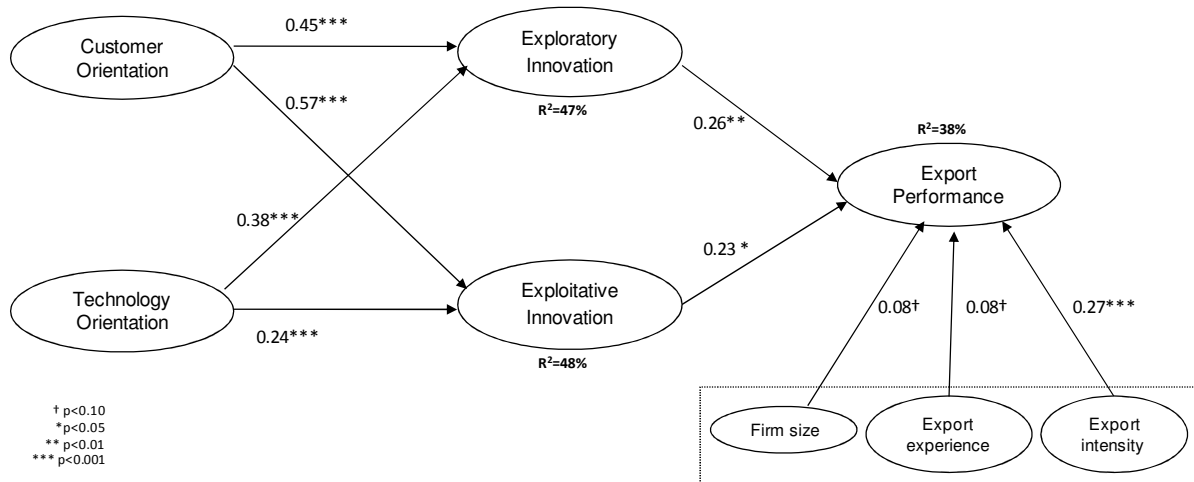 0.45***
Customer
Orientation
Exploratory
Innovation
R²=47%
0.57***
0.26**
R²=38%
Export
Performance
0.38***
0.23 *
Technology
Orientation
Exploitative
Innovation
R²=48%
0.24***
0.08†
0.08†
0.27***
Firm size
Export
experience
Export
intensity
† p<0.10
*p<0.05
** p<0.01
*** p<0.001